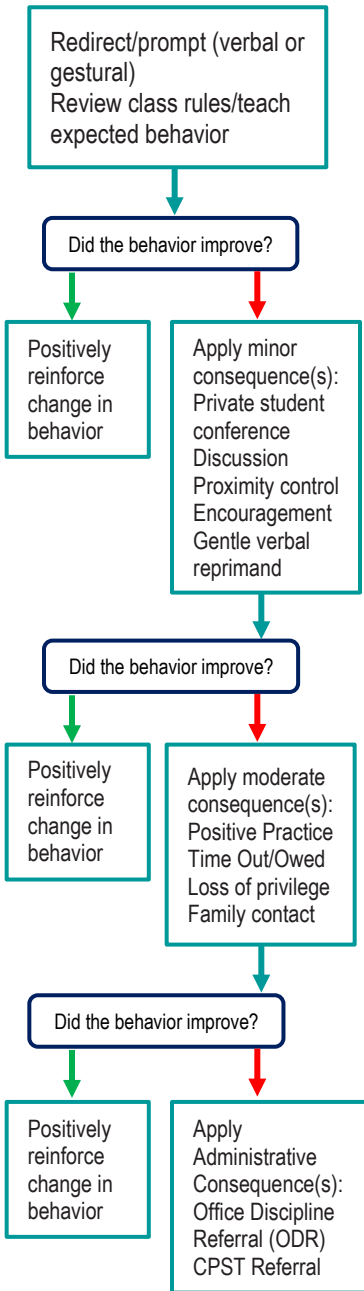 Redirect/prompt (verbal or
gestural)
Review class rules/teach
expected behavior
Did the behavior improve?
Positively
reinforce
change in
behavior
Apply minor
consequence(s):
Private student
conference
Discussion
Proximity control
Encouragement
Gentle verbal
reprimand
Did the behavior improve?
Positively
reinforce
change in
behavior
Apply moderate
consequence(s):
Positive Practice
Time Out/Owed
Loss of privilege
Family contact
Did the behavior improve?
Positively
reinforce
change in
behavior
Apply
Administrative
Consequence(s):
Office Discipline
Referral (ODR)
CPST Referral